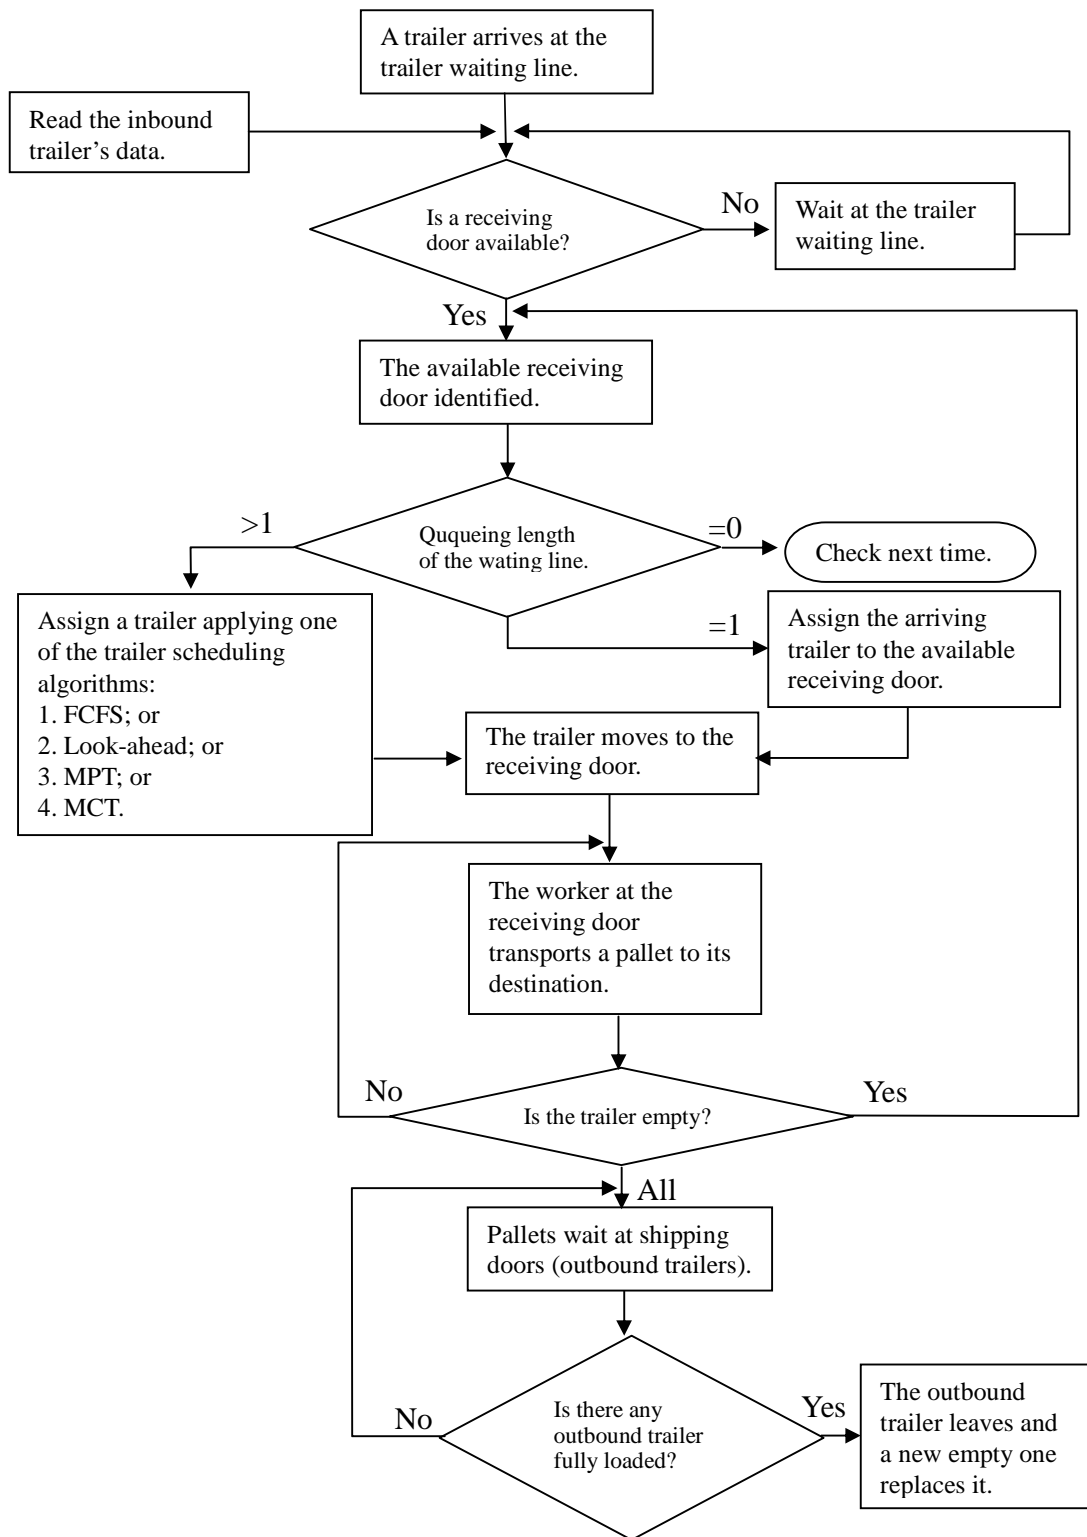 A trailer arrives at the
trailer waiting line.
Read the inbound
trailer’s data.
Is a receiving
door available?
No
Wait at the trailer
waiting line.
Yes
The available receiving
door identified.
>1
Ququeing length
of the wating line.
=0
Check next time.
Assign a trailer applying one
of the trailer scheduling
algorithms:
1. FCFS; or
2. Look-ahead; or
3. MPT; or
4. MCT.
=1
Assign the arriving
trailer to the available
receiving door.
The trailer moves to the
receiving door.
The worker at the
receiving door
transports a pallet to its
destination.
No
Is the trailer empty?
Yes
All
Pallets wait at shipping
doors (outbound trailers).
No
Is there any
outbound trailer
fully loaded?
Yes
The outbound
trailer leaves and
a new empty one
replaces it.